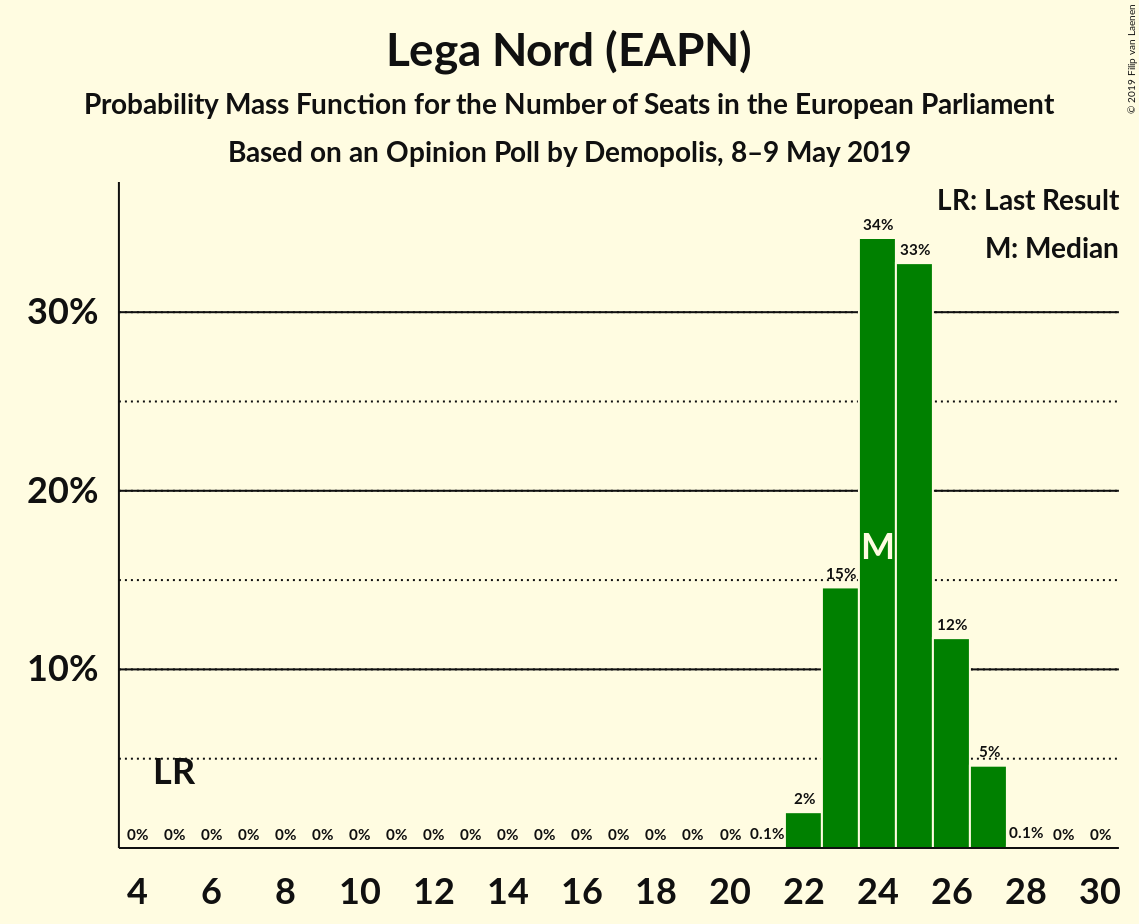 Lega Nord (EAPN)
Probability Mass Function for the Number of Seats in the European Parliament
Based on an Opinion Poll by Demopolis, 8–9 May 2019
© 2019 Filip van Laenen
LR: Last Result
M: Median
30%
20%
10%
LR
M
0% 0% 0% 0% 0% 0% 0% 0% 0% 0% 0% 0% 0% 0% 0% 0% 0% 0.1% 2% 15% 34% 33% 12% 5% 0.1% 0% 0%
4 6 8 10 12 14 16 18 20 22 24 26 28 30